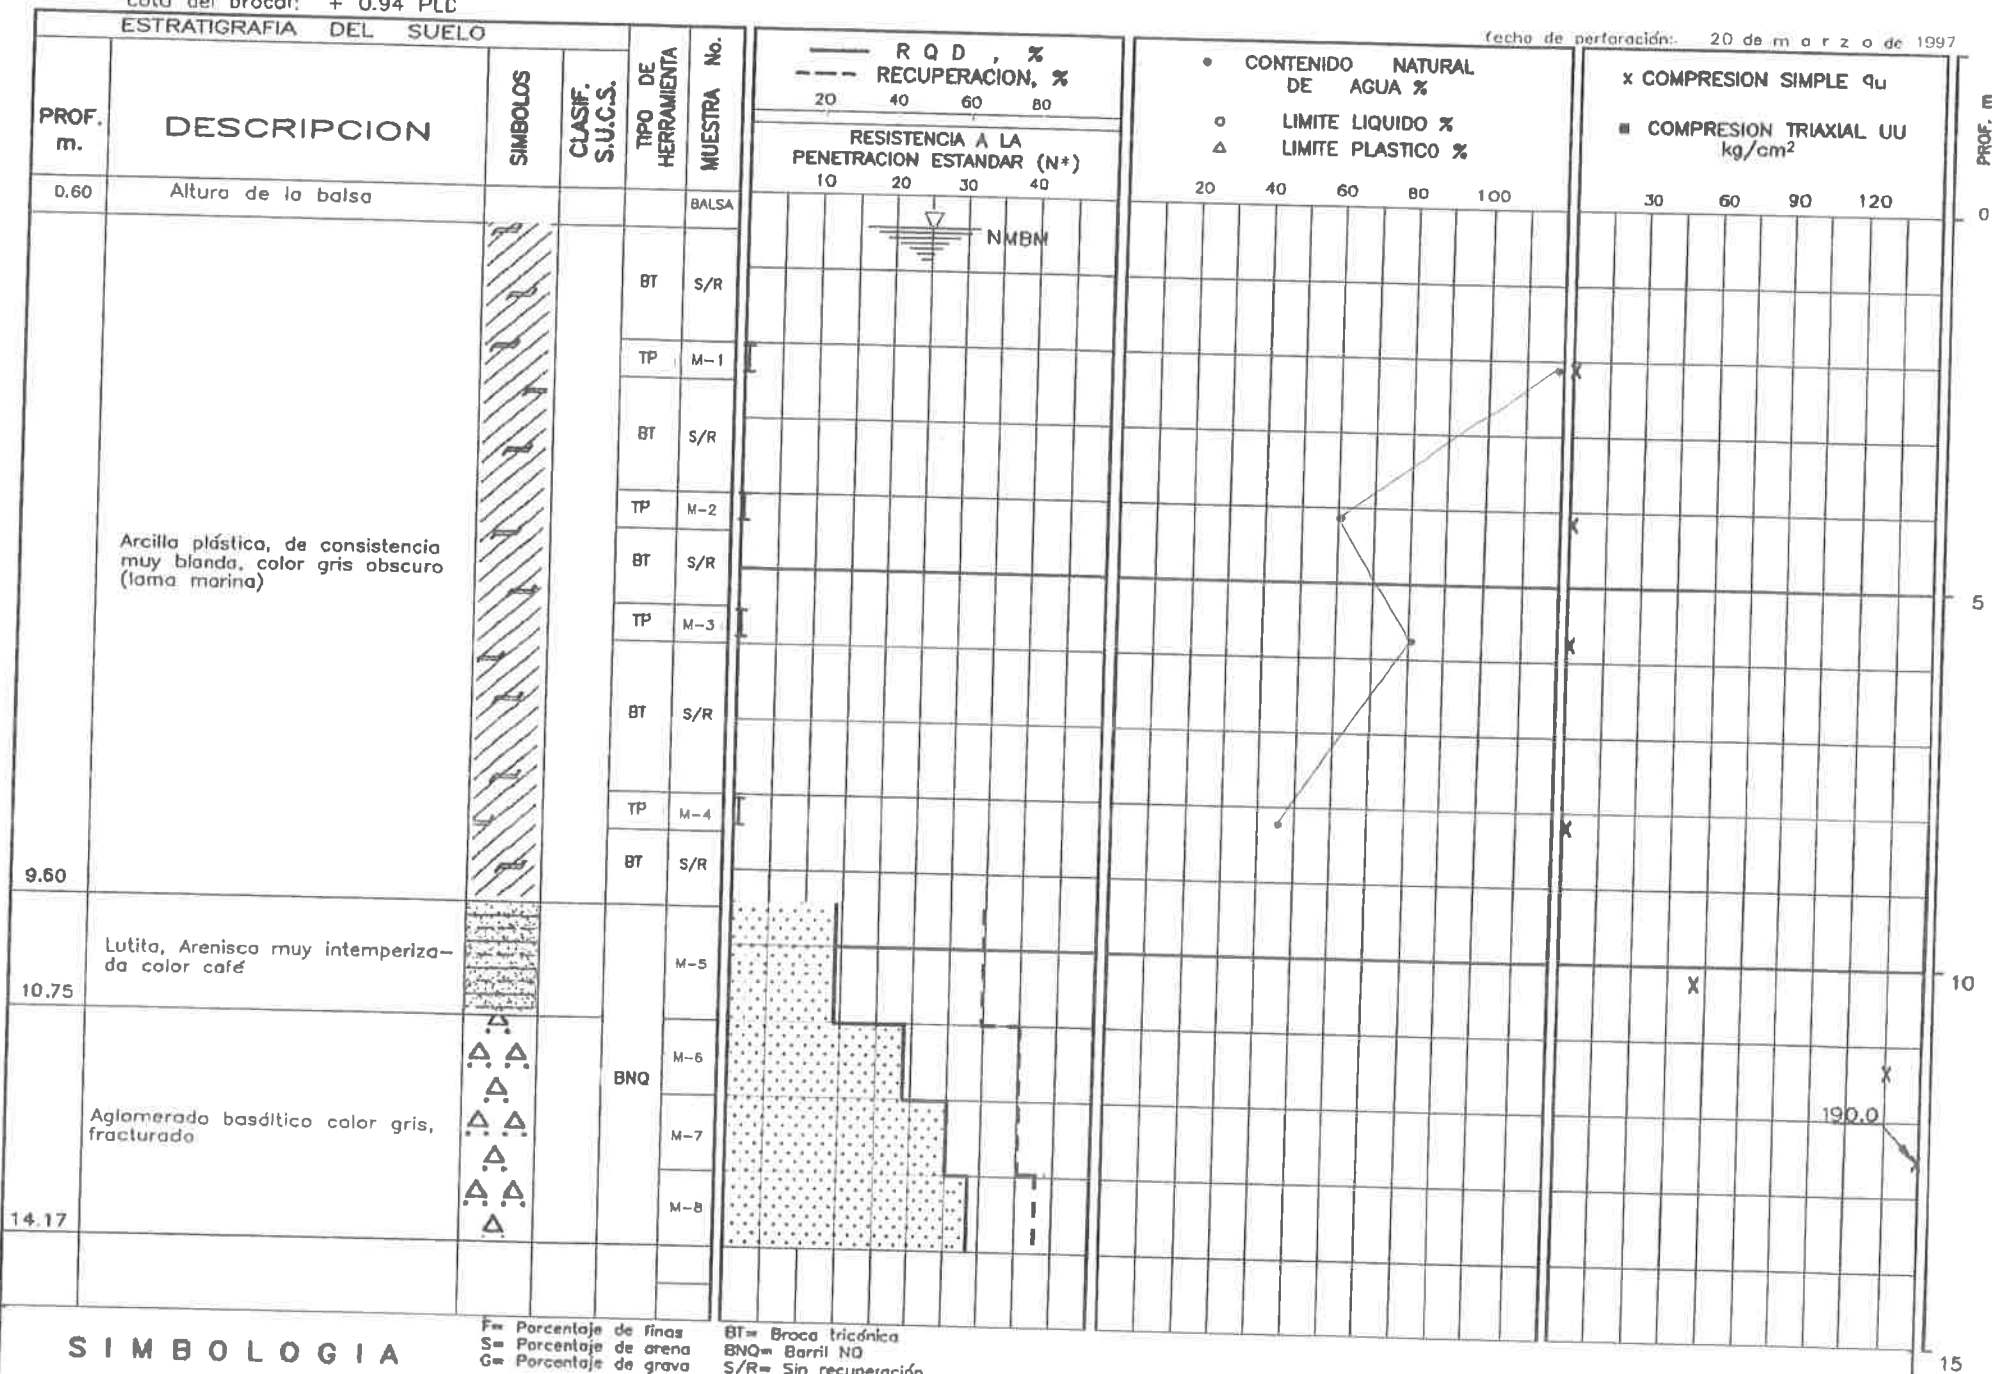 Cota del brocal: + 0.94 PLD
ESTRATIGRAFIA DEL SUELO
fecha de perforación:- 20 de m a r z o de 1997
PROF. m.
DESCRIPCION
SIMBOLOS
CLASIF. S.U.C.S.
TIPO DE HERRAMIENTA
MUESTRA No.
R Q D , %
RECUPERACION, %
20 40 60 80
RESISTENCIA A LA
PENETRACION ESTANDAR (N*)
10 20 30 40
CONTENIDO NATURAL
DE AGUA %
LIMITE LIQUIDO %
LIMITE PLASTICO %
20 40 60 80 100
x COMPRESION SIMPLE qu
COMPRESION TRIAXIAL UU
kg/cm²
30 60 90 120
PROF. m
0
0.60 Altura de la balsa BALSA
NMBM
BT S/R
TP M-1
BT S/R
TP M-2
Arcilla plástica, de consistencia
muy blanda, color gris obscuro
(lama marina)
BT S/R
5
TP M-3
BT S/R
TP M-4
BT S/R
9.60
Lutita, Arenisca muy intemperiza-
da color café
M-5
10
10.75
M-6
BNQ
190.0
Aglomerado basáltico color gris,
fracturado
M-7
M-8
14.17
15
S I M B O L O G I A
F= Porcentaje de finos
S= Porcentaje de arena
G= Porcentaje de grava
BT= Broca tricónica
BNQ= Barril NQ
S/R= Sin recuperación